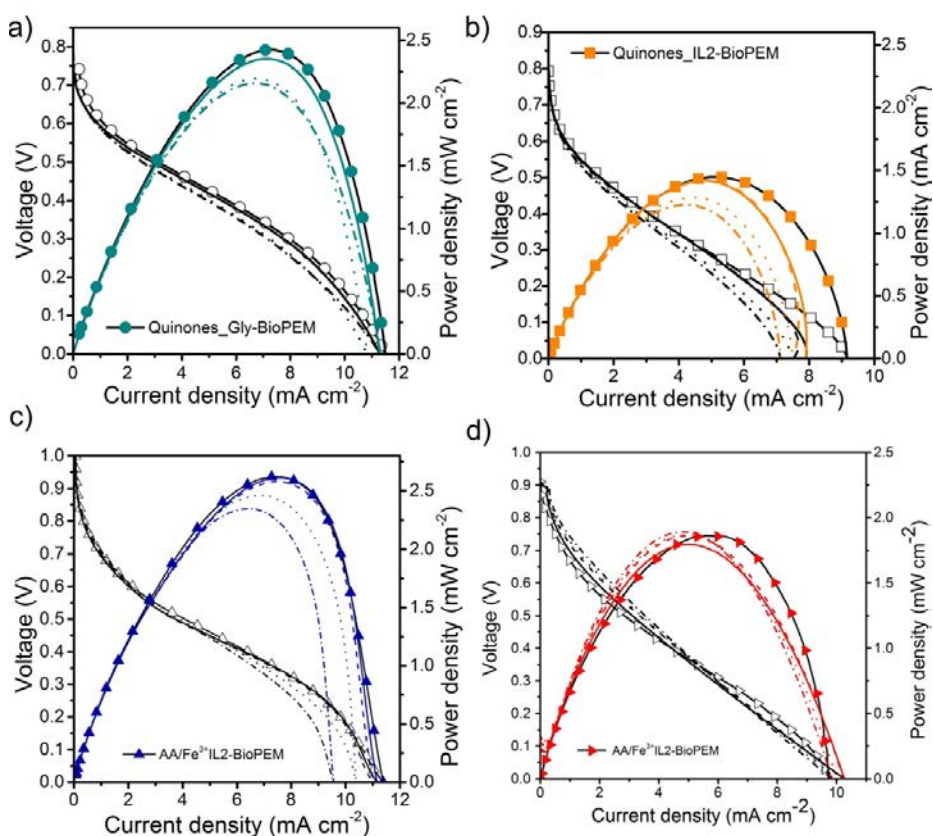 a)
0.8
0.7
0.6
0.5
0.4
0.3
0.2
0.1
0.0
Voltage (V)
2.5
2.0
1.5
1.0
0.5
0.0
Power density (mW cm⁻²)
Quinones_Gly-BioPEM
0 2 4 6 8 10 12
Current density (mA cm⁻²)
b)
0.9
0.8
0.7
0.6
0.5
0.4
0.3
0.2
0.1
0.0
Voltage (V)
2.5
2.0
1.5
1.0
0.5
0.0
Power density (mA cm⁻²)
Quinones_IL2-BioPEM
0 2 4 6 8 10
Current density (mA cm⁻²)
c)
1.0
0.9
0.8
0.7
0.6
0.5
0.4
0.3
0.2
0.1
0.0
Voltage (V)
2.5
2.0
1.5
1.0
0.5
0.0
Power density (mW cm⁻²)
AA/Fe³⁺IL2-BioPEM
0 2 4 6 8 10 12
Current density (mA cm⁻²)
d)
1.0
0.9
0.8
0.7
0.6
0.5
0.4
0.3
0.2
0.1
0.0
Voltage (V)
2.5
2.0
1.5
1.0
0.5
0.0
Power density (mW cm⁻²)
AA/Fe³⁺IL2-BioPEM
0 2 4 6 8 10
Current density (mA cm⁻²)